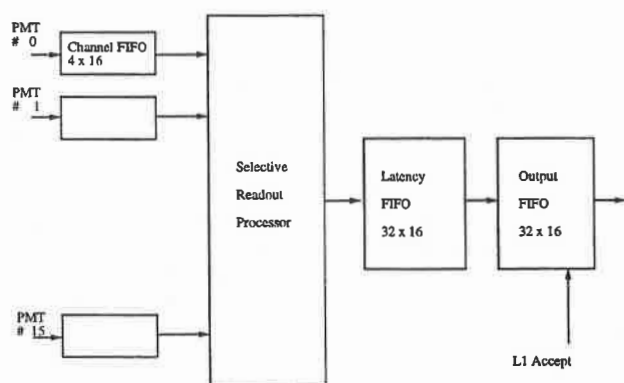 PMT
# 0
Channel FIFO
4 x 16
PMT
# 1
Selective
Readout
Processor
Latency
FIFO
32 x 16
Output
FIFO
32 x 16
PMT
# 15
L1 Accept